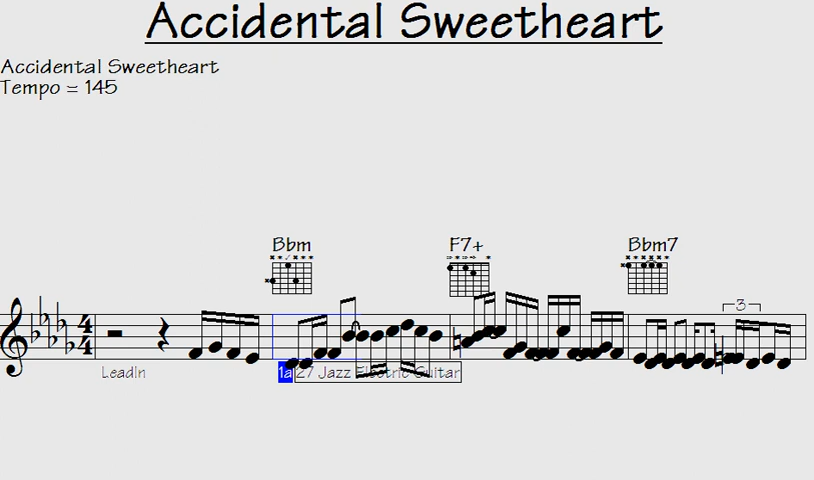 Accidental Sweetheart
Accidental Sweetheart
Tempo = 145
Bbm F7+ Bbm7
3
4
4
LeadIn 1a 27 Jazz Electric Guitar